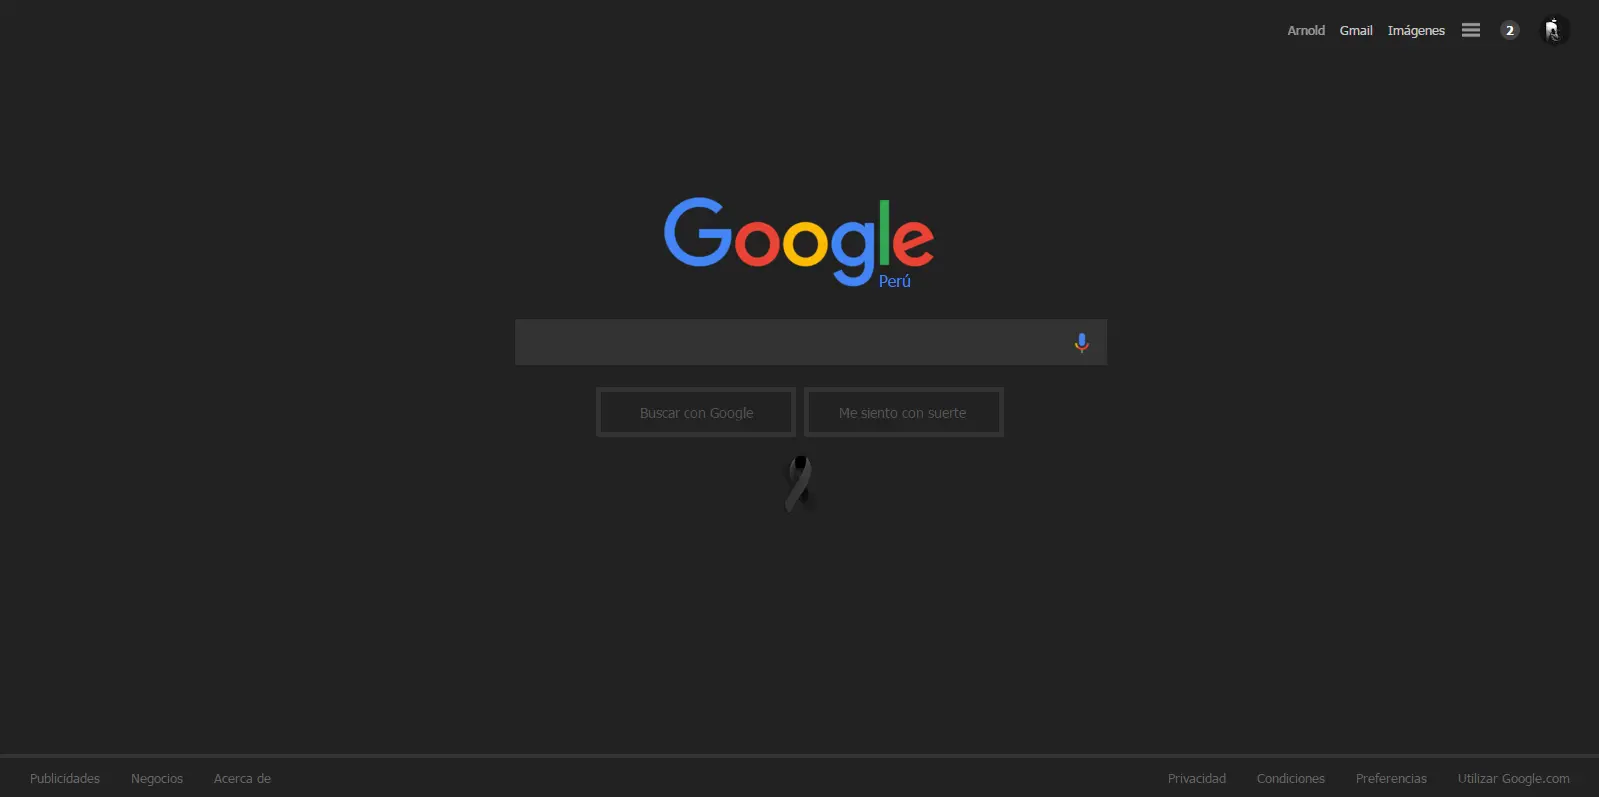 Arnold Gmail Imágenes 2
Google
Perú
Buscar con Google Me siento con suerte
Publicidades Negocios Acerca de Privacidad Condiciones Preferencias Utilizar Google.com